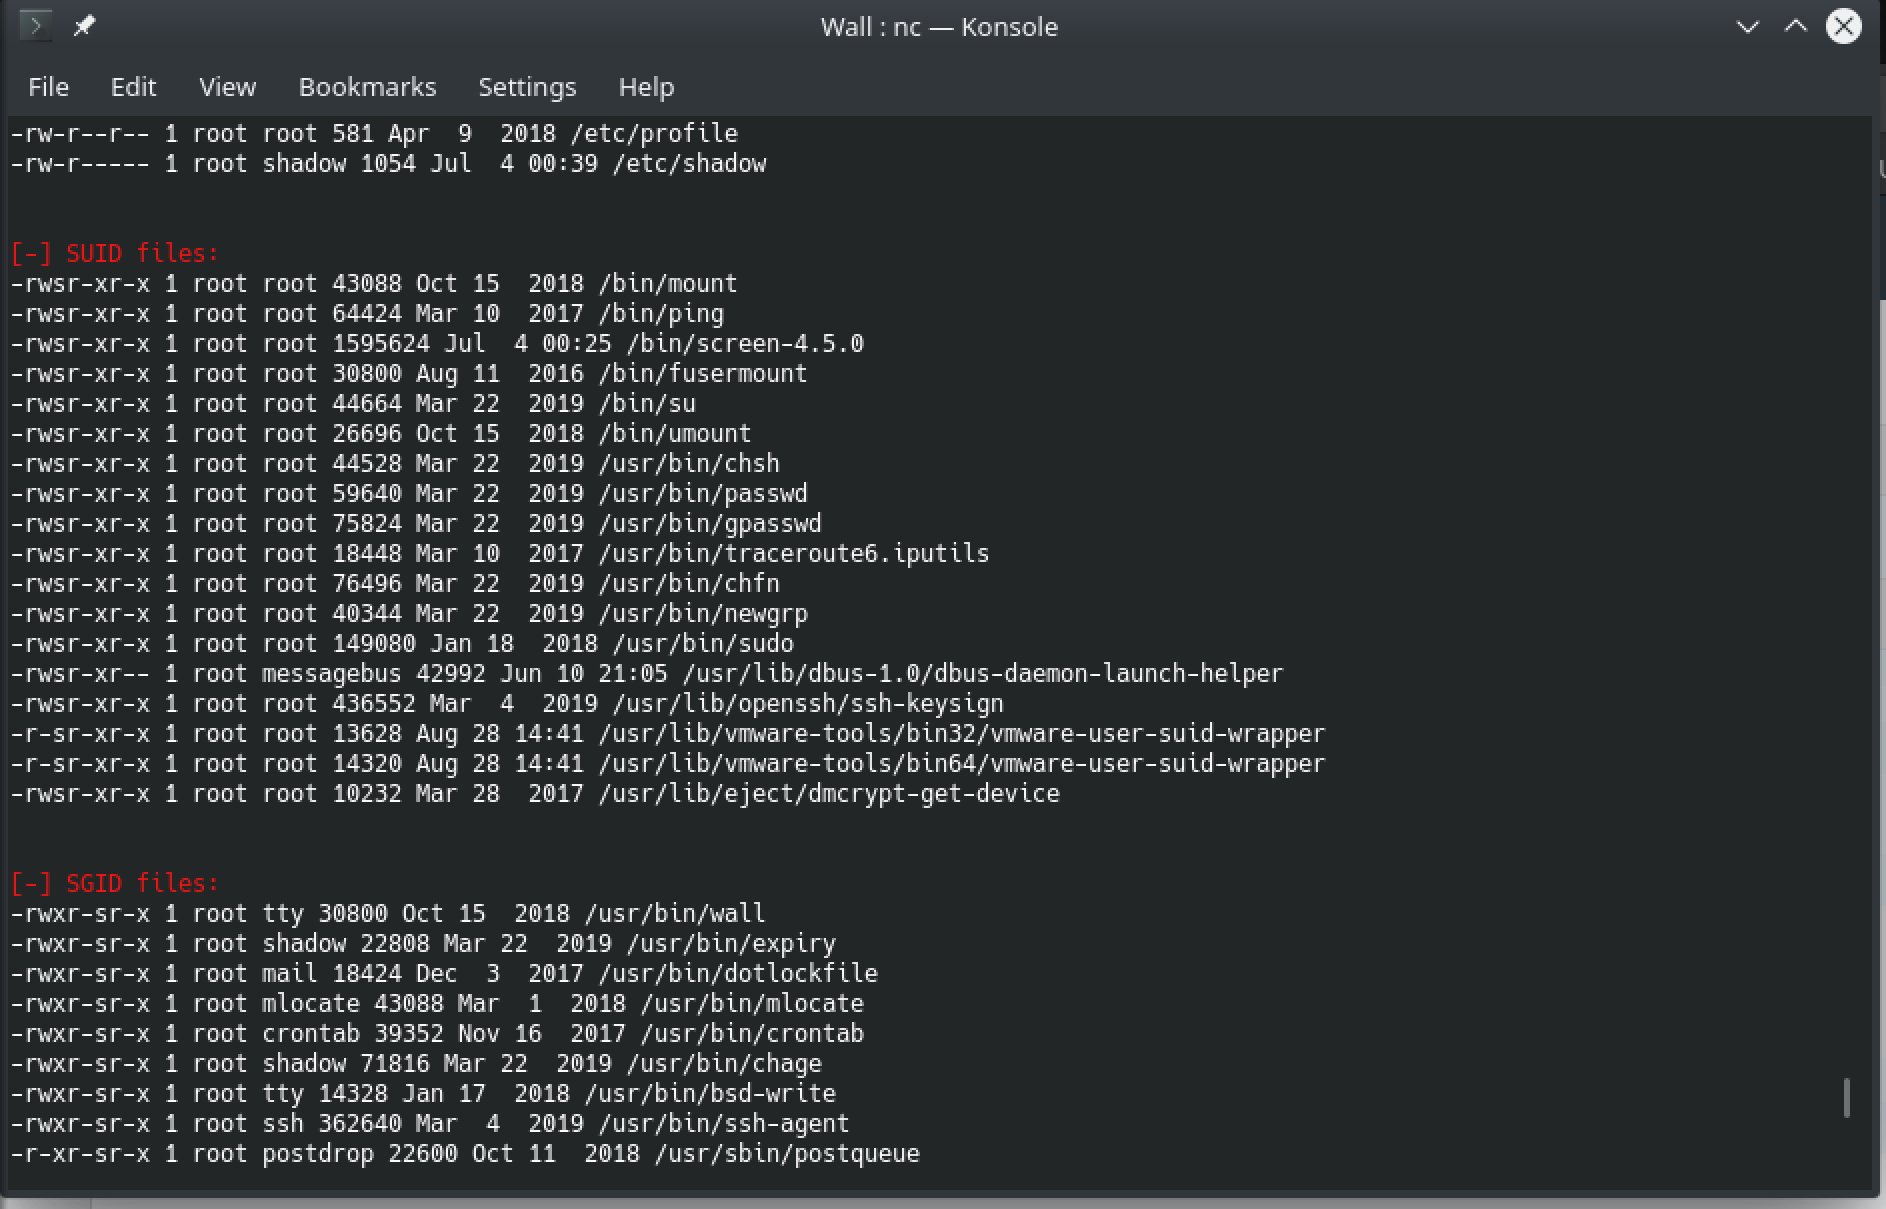 Wall : nc — Konsole
File Edit View Bookmarks Settings Help
-rw-r--r-- 1 root root 581 Apr  9  2018 /etc/profile
-rw-r----- 1 root shadow 1054 Jul  4 00:39 /etc/shadow
[-] SUID files:
-rwsr-xr-x 1 root root 43088 Oct 15  2018 /bin/mount
-rwsr-xr-x 1 root root 64424 Mar 10  2017 /bin/ping
-rwsr-xr-x 1 root root 1595624 Jul  4 00:25 /bin/screen-4.5.0
-rwsr-xr-x 1 root root 30800 Aug 11  2016 /bin/fusermount
-rwsr-xr-x 1 root root 44664 Mar 22  2019 /bin/su
-rwsr-xr-x 1 root root 26696 Oct 15  2018 /bin/umount
-rwsr-xr-x 1 root root 44528 Mar 22  2019 /usr/bin/chsh
-rwsr-xr-x 1 root root 59640 Mar 22  2019 /usr/bin/passwd
-rwsr-xr-x 1 root root 75824 Mar 22  2019 /usr/bin/gpasswd
-rwsr-xr-x 1 root root 18448 Mar 10  2017 /usr/bin/traceroute6.iputils
-rwsr-xr-x 1 root root 76496 Mar 22  2019 /usr/bin/chfn
-rwsr-xr-x 1 root root 40344 Mar 22  2019 /usr/bin/newgrp
-rwsr-xr-x 1 root root 149080 Jan 18  2018 /usr/bin/sudo
-rwsr-xr-- 1 root messagebus 42992 Jun 10 21:05 /usr/lib/dbus-1.0/dbus-daemon-launch-helper
-rwsr-xr-x 1 root root 436552 Mar  4  2019 /usr/lib/openssh/ssh-keysign
-r-sr-xr-x 1 root root 13628 Aug 28 14:41 /usr/lib/vmware-tools/bin32/vmware-user-suid-wrapper
-r-sr-xr-x 1 root root 14320 Aug 28 14:41 /usr/lib/vmware-tools/bin64/vmware-user-suid-wrapper
-rwsr-xr-x 1 root root 10232 Mar 28  2017 /usr/lib/eject/dmcrypt-get-device
[-] SGID files:
-rwxr-sr-x 1 root tty 30800 Oct 15  2018 /usr/bin/wall
-rwxr-sr-x 1 root shadow 22808 Mar 22  2019 /usr/bin/expiry
-rwxr-sr-x 1 root mail 18424 Dec  3  2017 /usr/bin/dotlockfile
-rwxr-sr-x 1 root mlocate 43088 Mar  1  2018 /usr/bin/mlocate
-rwxr-sr-x 1 root crontab 39352 Nov 16  2017 /usr/bin/crontab
-rwxr-sr-x 1 root shadow 71816 Mar 22  2019 /usr/bin/chage
-rwxr-sr-x 1 root tty 14328 Jan 17  2018 /usr/bin/bsd-write
-rwxr-sr-x 1 root ssh 362640 Mar  4  2019 /usr/bin/ssh-agent
-r-xr-sr-x 1 root postdrop 22600 Oct 11  2018 /usr/sbin/postqueue